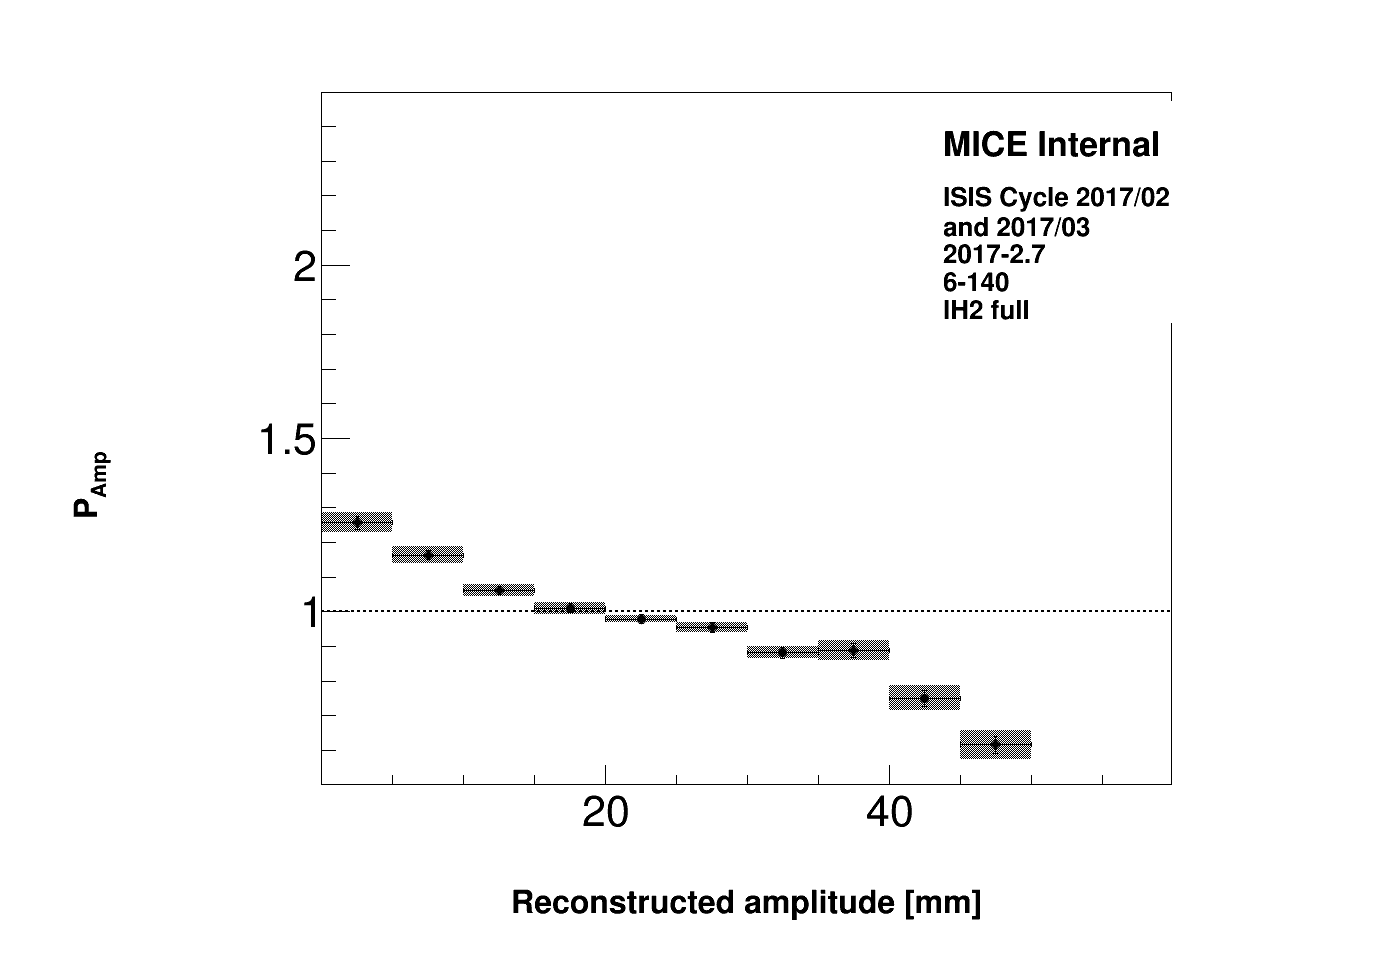 MICE Internal
ISIS Cycle 2017/02
and 2017/03
2017-2.7
6-140
IH2 full
2
1.5
1
P_Amp
20 40
Reconstructed amplitude [mm]